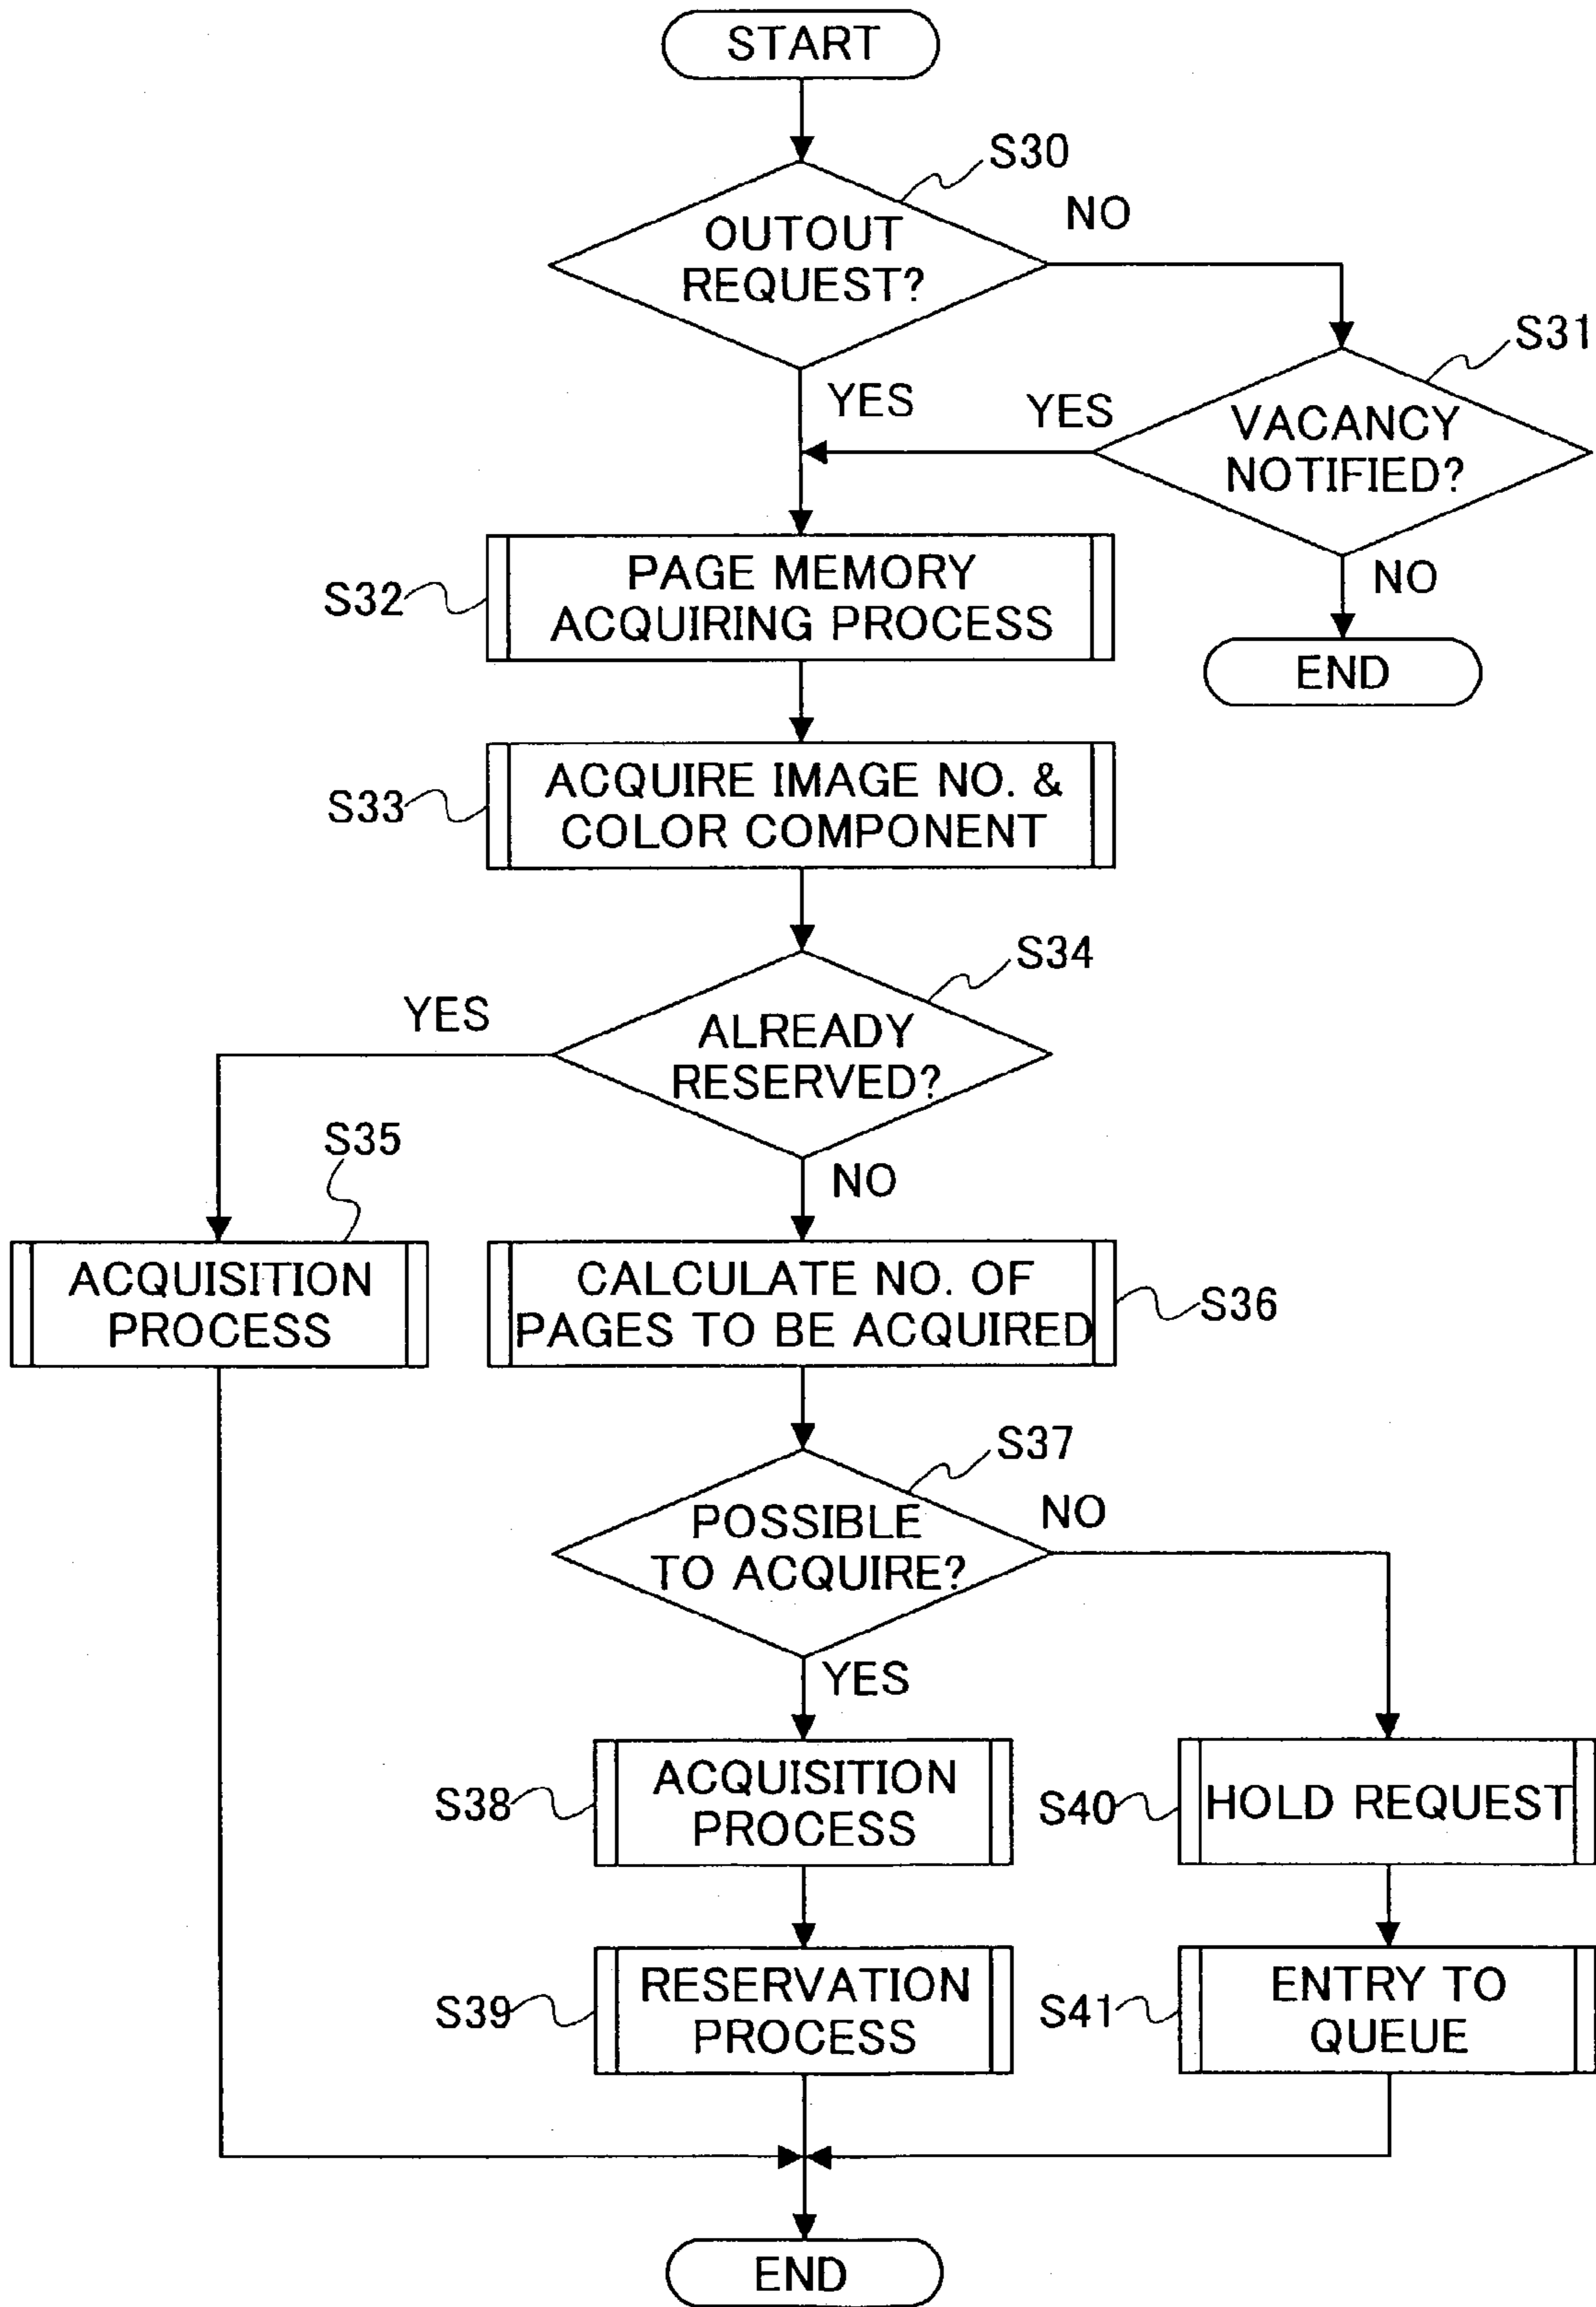 START
S30
NO
OUTOUT
REQUEST?
S31
YES
YES
VACANCY
NOTIFIED?
NO
S32
PAGE MEMORY
ACQUIRING PROCESS
END
S33
ACQUIRE IMAGE NO. &
COLOR COMPONENT
S34
YES
ALREADY
RESERVED?
S35
NO
ACQUISITION
PROCESS
CALCULATE NO. OF
PAGES TO BE ACQUIRED
S36
S37
NO
POSSIBLE
TO ACQUIRE?
YES
S38
ACQUISITION
PROCESS
S40
HOLD REQUEST
S39
RESERVATION
PROCESS
S41
ENTRY TO
QUEUE
END